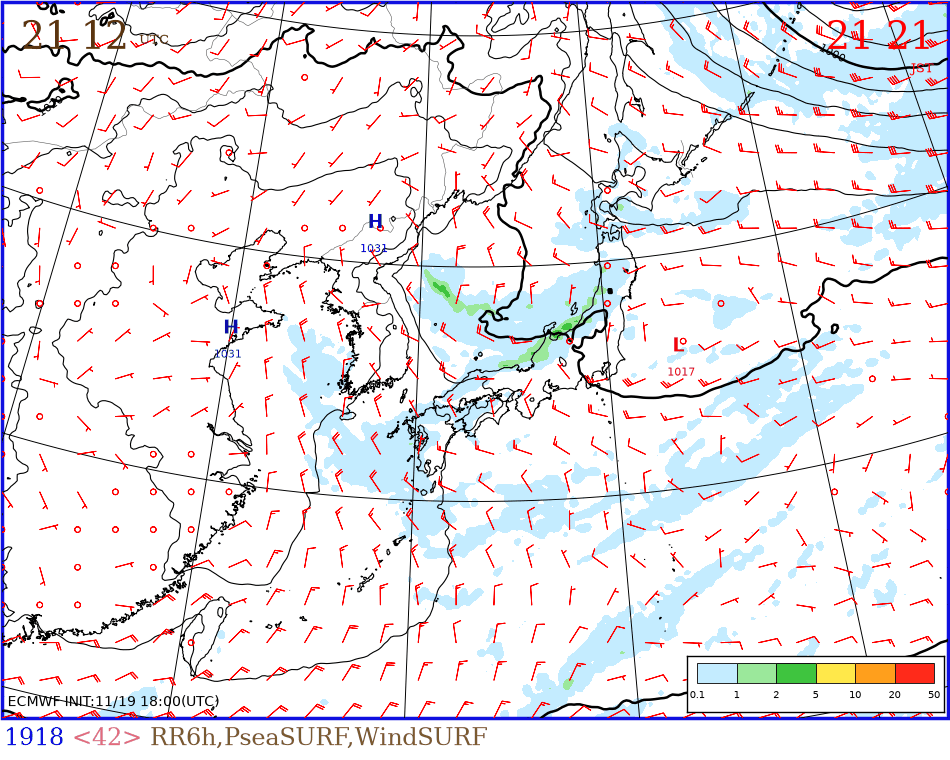 21 12 UTC
21 21
JST
H
1031
H
1031
L
1017
ECMWF INIT:11/19 18:00(UTC)
0.1 1 2 5 10 20 50
1918 <42> RR6h,PseaSURF,WindSURF